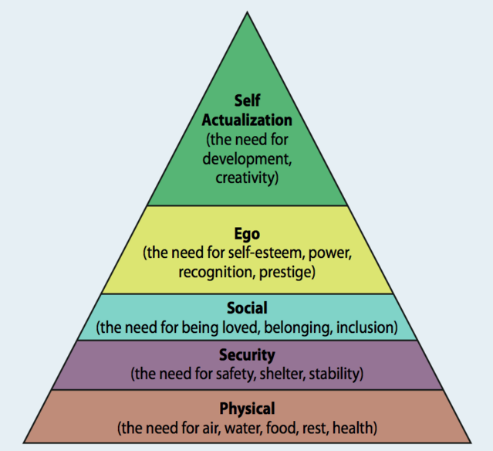 Self
Actualization
(the need for
development,
creativity)
Ego
(the need for self-esteem, power,
recognition, prestige)
Social
(the need for being loved, belonging, inclusion)
Security
(the need for safety, shelter, stability)
Physical
(the need for air, water, food, rest, health)